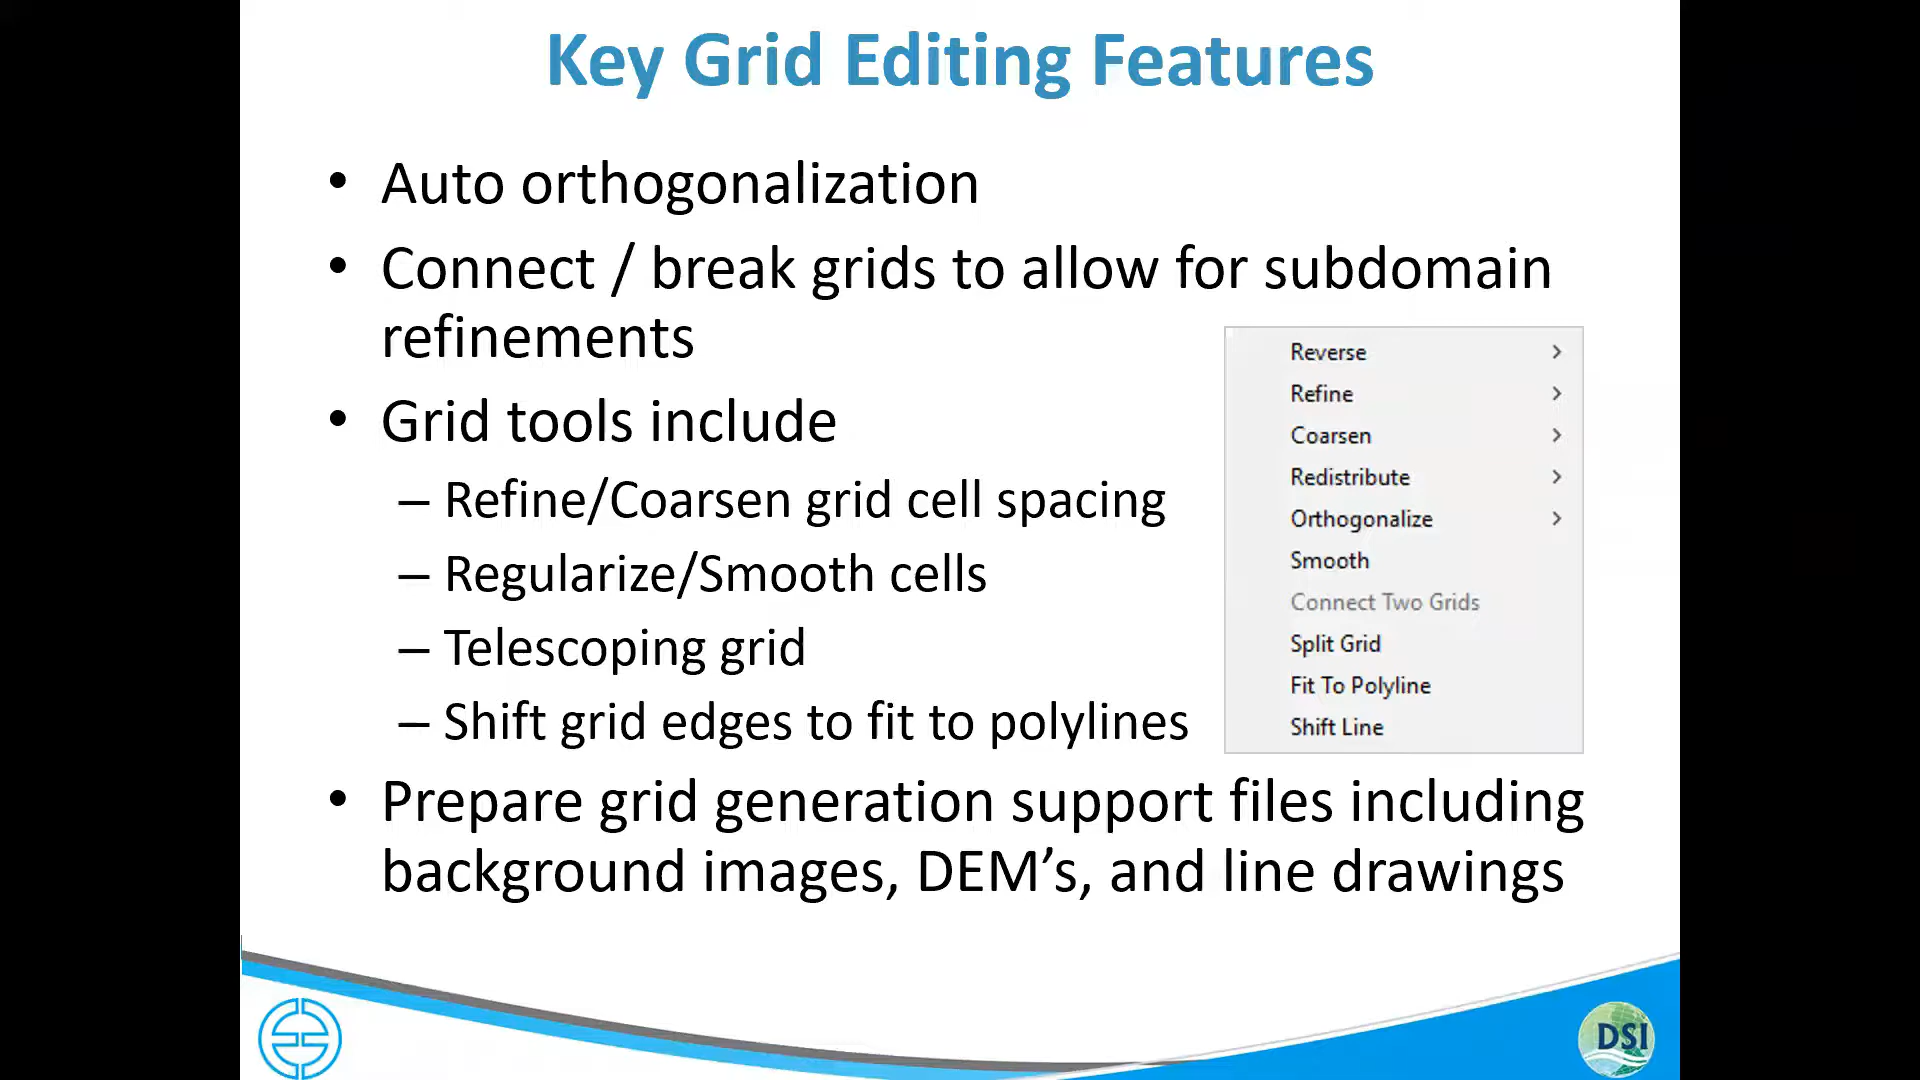 Key Grid Editing Features
• Auto orthogonalization
• Connect / break grids to allow for subdomain
refinements
• Grid tools include
– Refine/Coarsen grid cell spacing
– Regularize/Smooth cells
– Telescoping grid
– Shift grid edges to fit to polylines
Reverse
Refine
Coarsen
Redistribute
Orthogonalize
Smooth
Connect Two Grids
Split Grid
Fit To Polyline
Shift Line
• Prepare grid generation support files including
background images, DEM’s, and line drawings
DSI